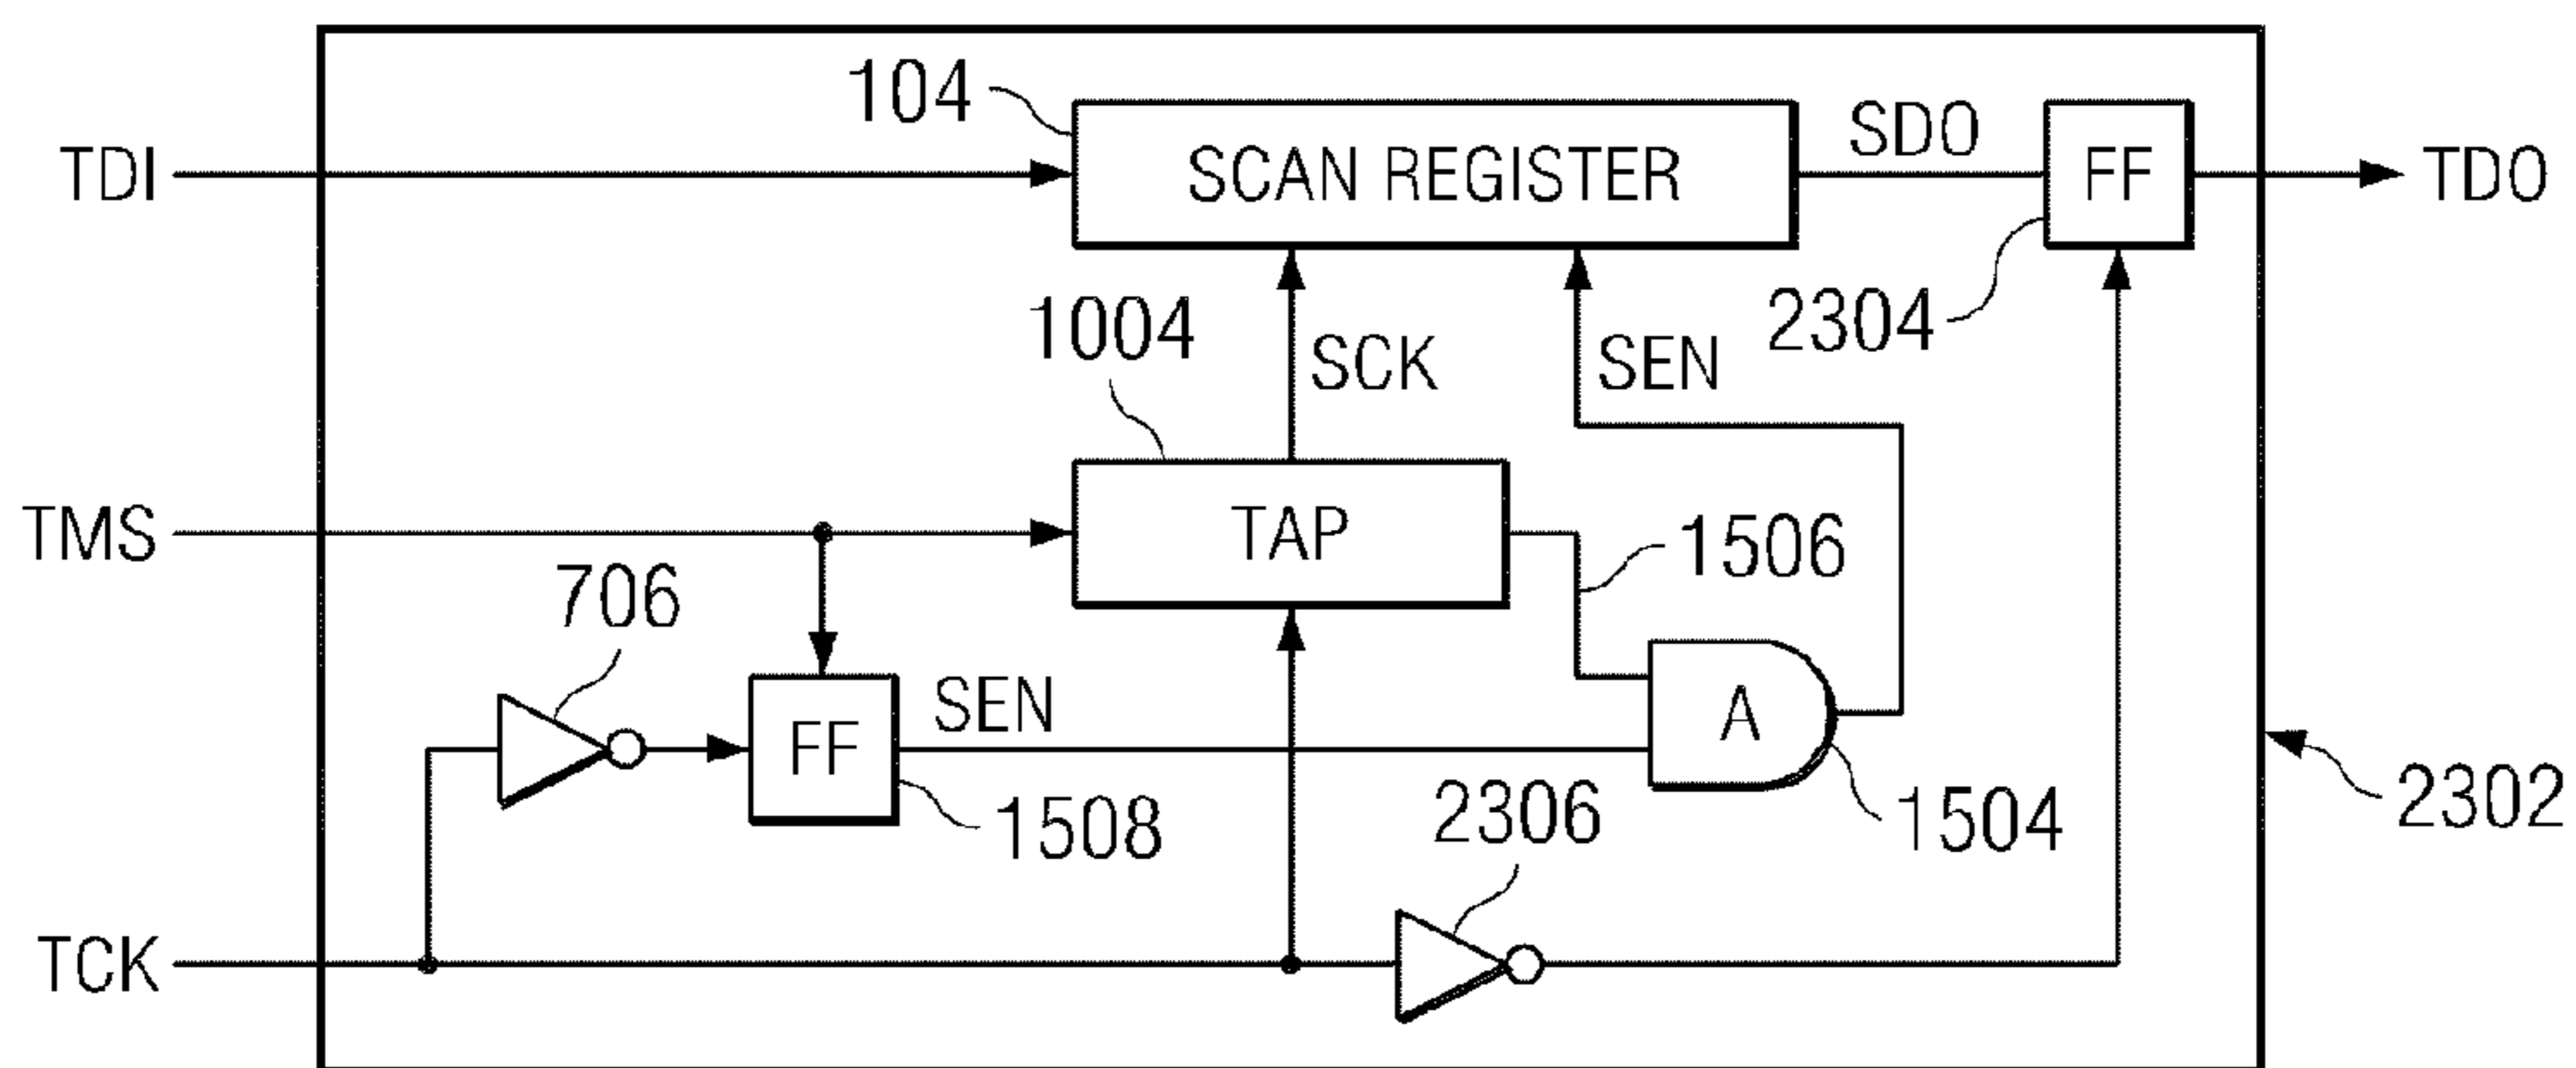 104
SDO
TDI
SCAN REGISTER
FF
TDO
1004
SCK
SEN
2304
TMS
TAP
1506
706
SEN
FF
A
2306
2302
1508
1504
TCK